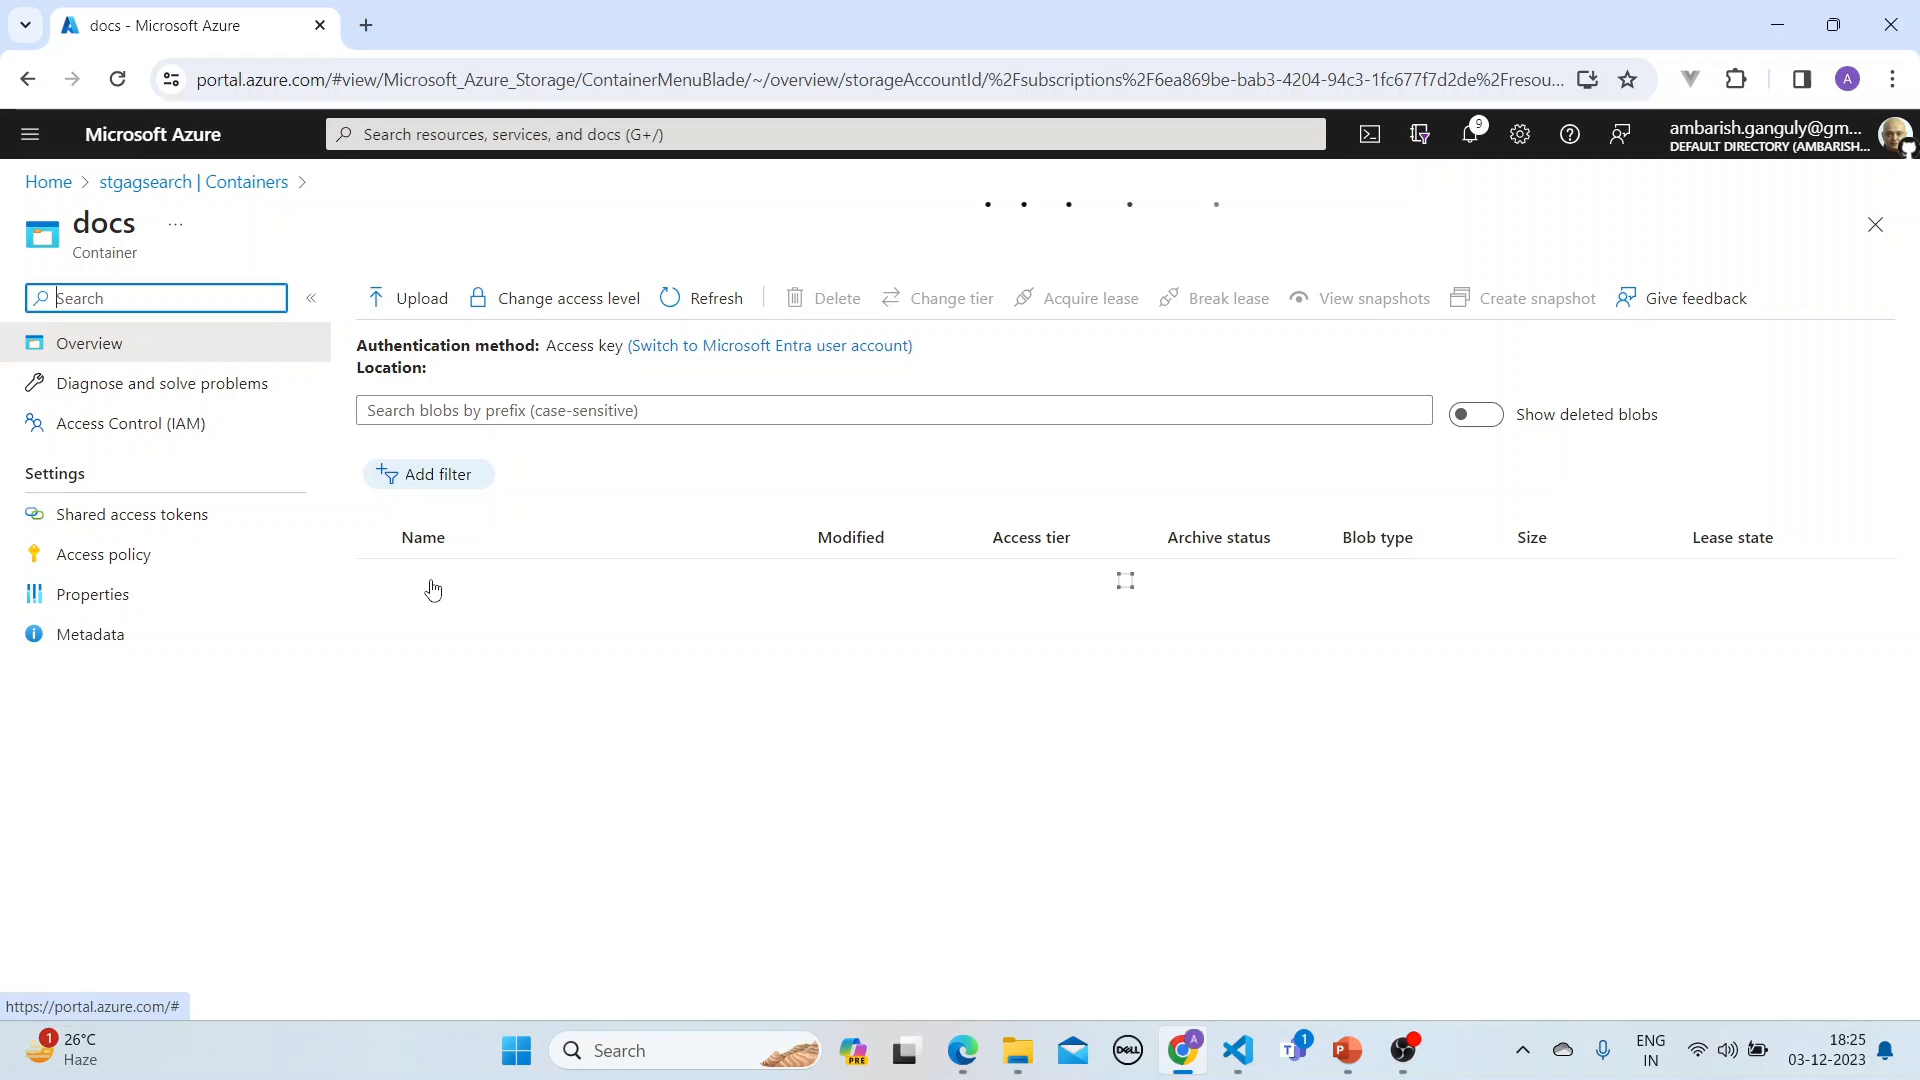 docs - Microsoft Azure
portal.azure.com/#view/Microsoft_Azure_Storage/ContainerMenuBlade/~/overview/storageAccountId/%2Fsubscriptions%2F6ea869be-bab3-4204-94c3-1fc677f7d2de%2Fresou...
A
Microsoft Azure
Search resources, services, and docs (G+/)
9
ambarish.ganguly@gm...
DEFAULT DIRECTORY (AMBARISH...
Home > stgagsearch | Containers >
docs ...
Container
Search «
Upload Change access level Refresh Delete Change tier Acquire lease Break lease View snapshots Create snapshot Give feedback
Overview
Diagnose and solve problems
Access Control (IAM)
Settings
Shared access tokens
Access policy
Properties
Metadata
Authentication method: Access key (Switch to Microsoft Entra user account)
Location:
Search blobs by prefix (case-sensitive)
Show deleted blobs
Add filter
Name Modified Access tier Archive status Blob type Size Lease state
https://portal.azure.com/#
1
26°C
Haze
Search
PRE
DELL
A
1
P
ENG
IN
18:25
03-12-2023